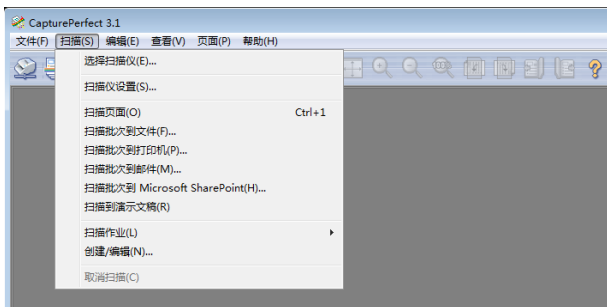 CapturePerfect 3.1
文件(F) 扫描(S) 编辑(E) 查看(V) 页面(P) 帮助(H)
选择扫描仪(E)...
扫描仪设置(S)...
扫描页面(O) Ctrl+1
扫描批次到文件(F)...
扫描批次到打印机(P)...
扫描批次到邮件(M)...
扫描批次到 Microsoft SharePoint(H)...
扫描到演示文稿(R)
扫描作业(L)
创建/编辑(N)...
取消扫描(C)